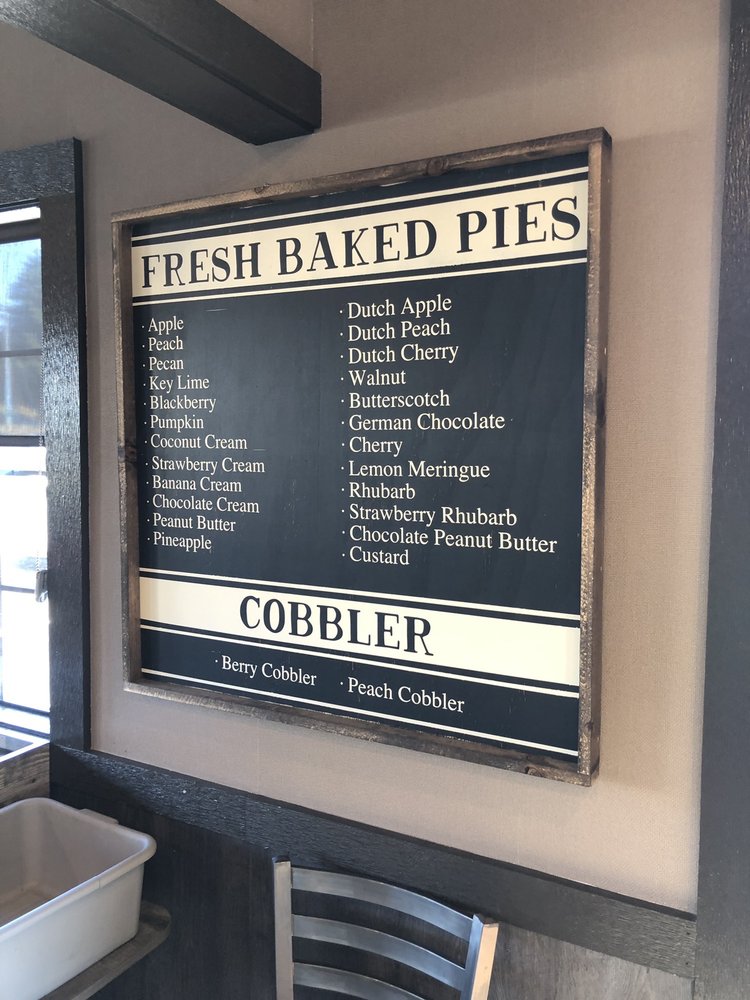 FRESH BAKED PIES
· Apple
· Peach
· Pecan
· Key Lime
· Blackberry
· Pumpkin
· Coconut Cream
· Strawberry Cream
· Banana Cream
· Chocolate Cream
· Peanut Butter
· Pineapple
· Dutch Apple
· Dutch Peach
· Dutch Cherry
· Walnut
· Butterscotch
· German Chocolate
· Cherry
· Lemon Meringue
· Rhubarb
· Strawberry Rhubarb
· Chocolate Peanut Butter
· Custard
COBBLER
· Berry Cobbler · Peach Cobbler